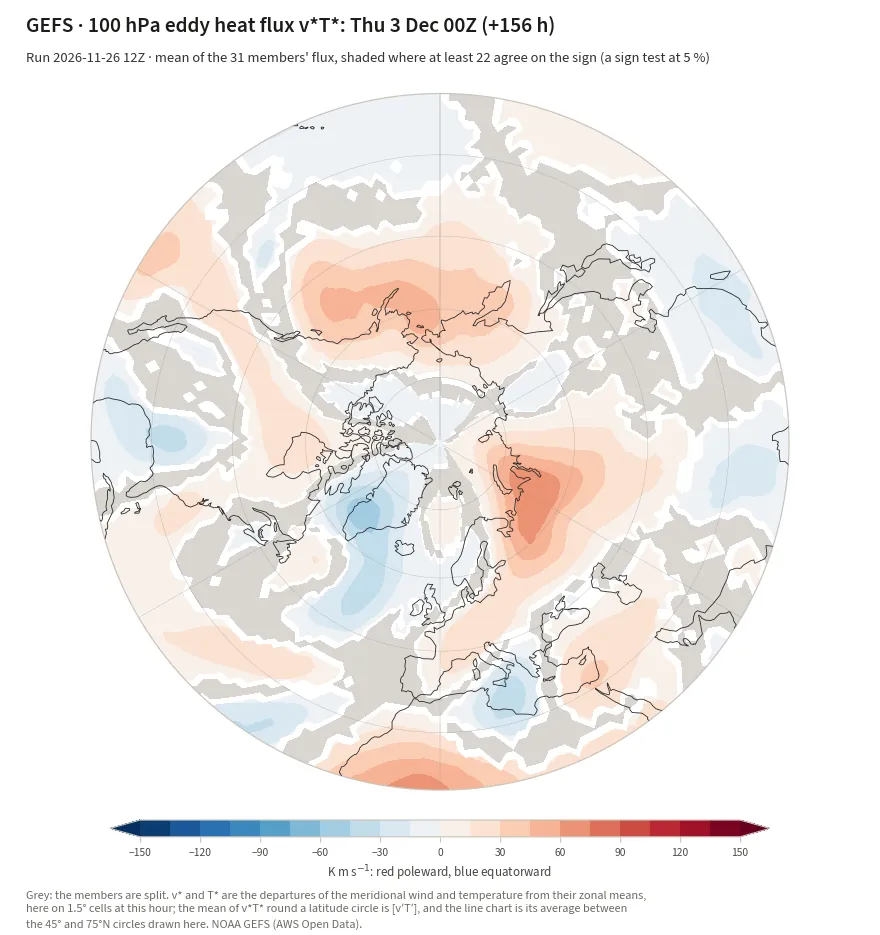 GEFS · 100 hPa eddy heat flux v*T*: Thu 3 Dec 00Z (+156 h)
Run 2026-11-26 12Z · mean of the 31 members' flux, shaded where at least 22 agree on the sign (a sign test at 5 %)
−150 −120 −90 −60 −30 0 30 60 90 120 150
K m s⁻¹: red poleward, blue equatorward
Grey: the members are split. v* and T* are the departures of the meridional wind and temperature from their zonal means,
here on 1.5° cells at this hour; the mean of v*T* round a latitude circle is [v'T'], and the line chart is its average between
the 45° and 75°N circles drawn here. NOAA GEFS (AWS Open Data).